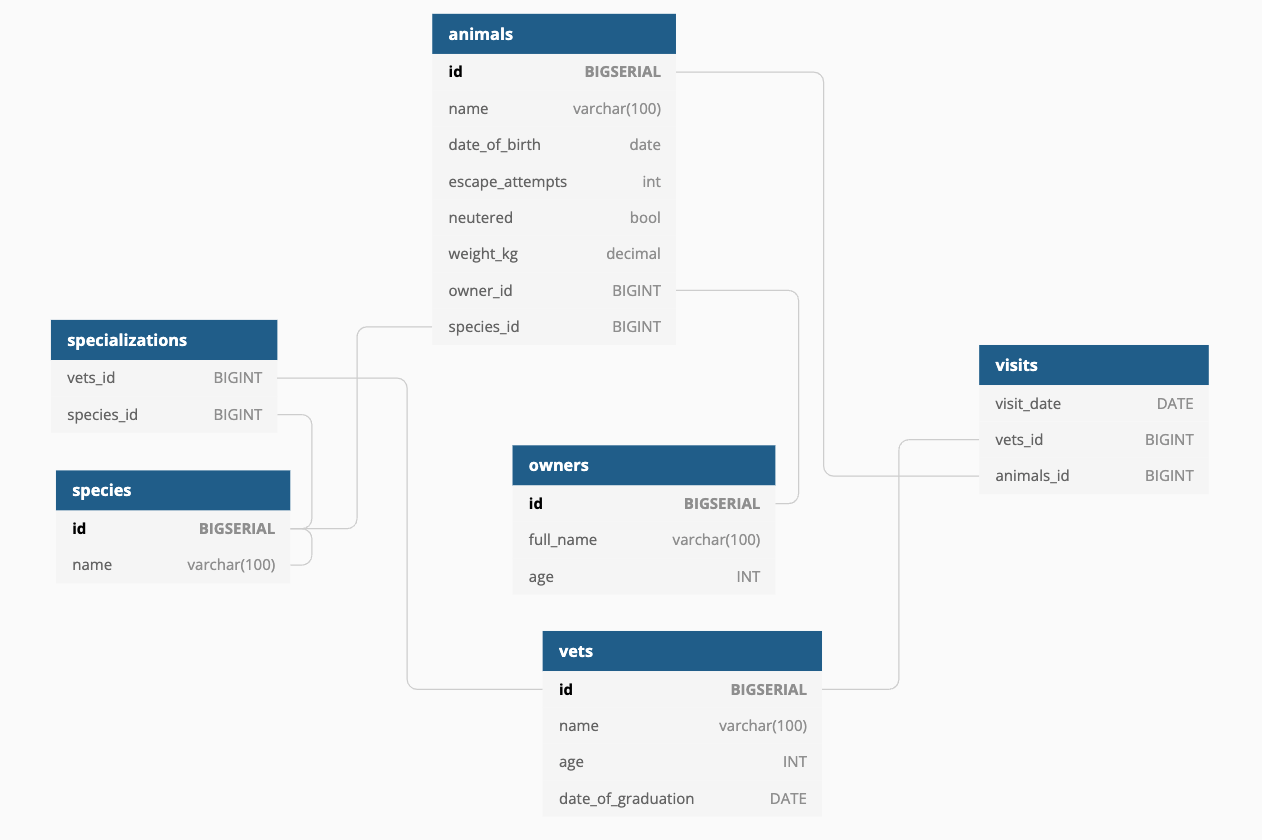 animals
id BIGSERIAL
name varchar(100)
date_of_birth date
escape_attempts int
neutered bool
weight_kg decimal
owner_id BIGINT
species_id BIGINT
specializations
vets_id BIGINT
species_id BIGINT
species
id BIGSERIAL
name varchar(100)
owners
id BIGSERIAL
full_name varchar(100)
age INT
visits
visit_date DATE
vets_id BIGINT
animals_id BIGINT
vets
id BIGSERIAL
name varchar(100)
age INT
date_of_graduation DATE